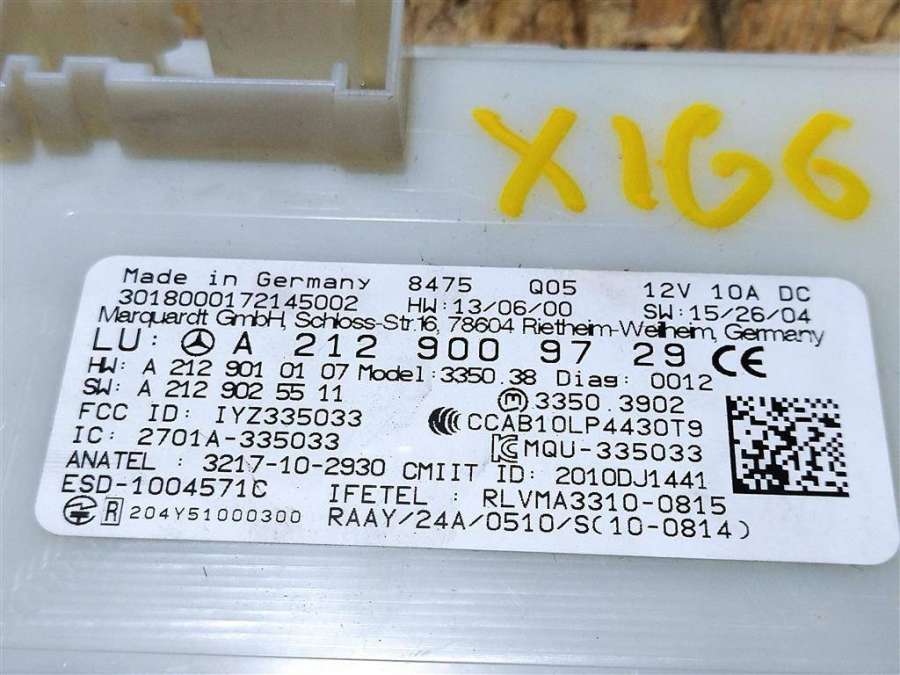 X166
Made in Germany 8475 Q05 12V 10A DC
3018000172145002 HW:13/06/00 SW:15/26/04
Marquardt GmbH, Schloss-Str.16, 78604 Rietheim-Weilheim, Germany
LU: A 212 900 97 29 CE
HW: A 212 901 01 07 Model:3350.38 Diag: 0012
SW: A 212 902 55 11 m 3350.3902
FCC ID: IYZ335033 CCAB10LP4430T9
IC: 2701A-335033 MQU-335033
ANATEL : 3217-10-2930 CMIIT ID: 2010DJ1441
ESD-1004571C IFETEL : RLVMA3310-0815
R 204Y51000300 RAAY/24A/0510/S(10-0814)